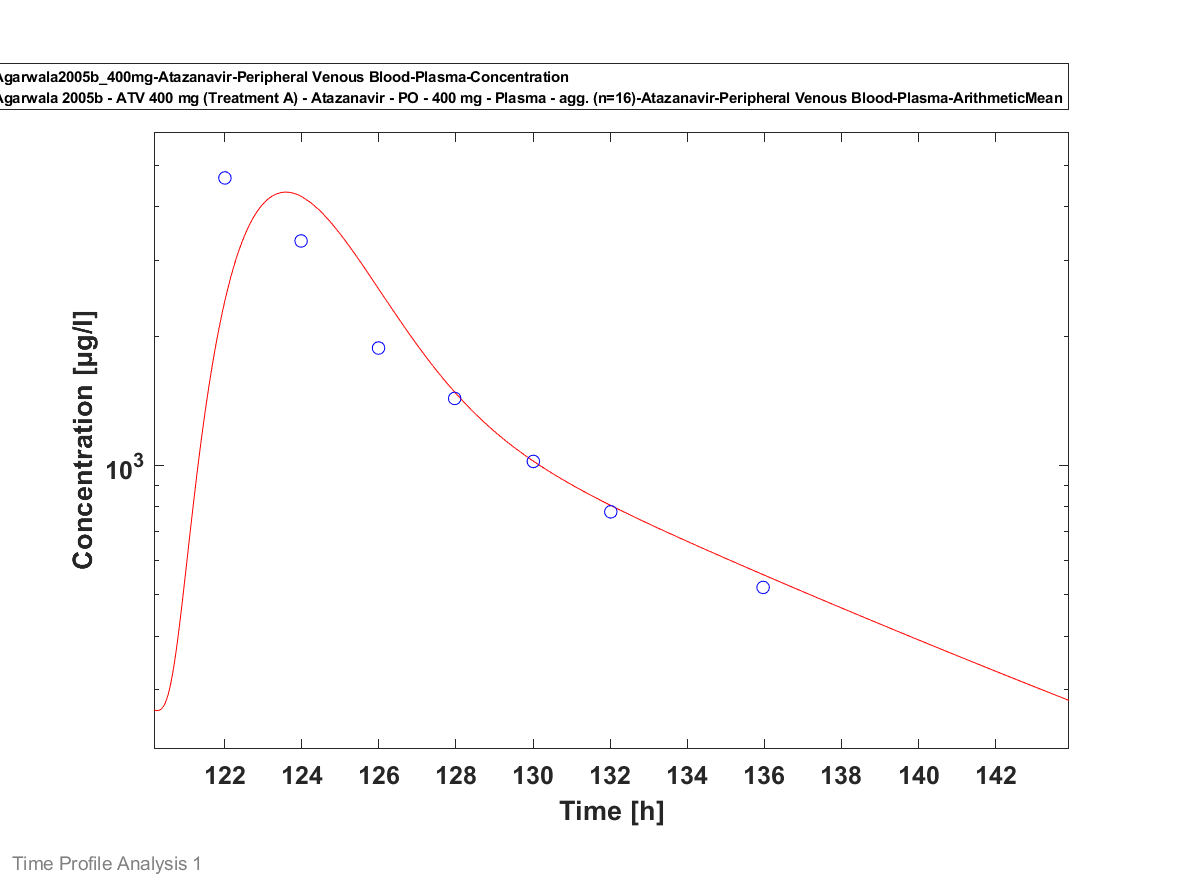 Agarwala2005b_400mg-Atazanavir-Peripheral Venous Blood-Plasma-Concentration
Agarwala 2005b - ATV 400 mg (Treatment A) - Atazanavir - PO - 400 mg - Plasma - agg. (n=16)-Atazanavir-Peripheral Venous Blood-Plasma-ArithmeticMean
Concentration [µg/l]
10³
122 124 126 128 130 132 134 136 138 140 142
Time [h]
Time Profile Analysis 1